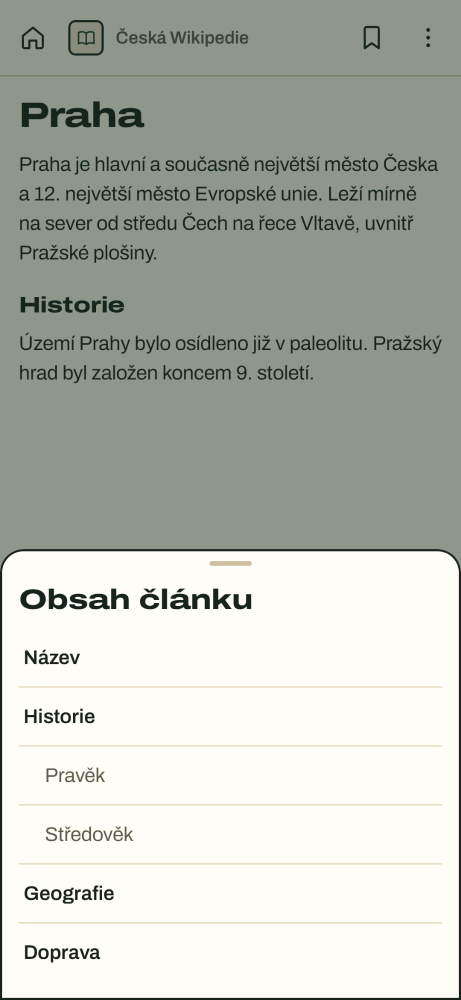 Česká Wikipedie
Praha
Praha je hlavní a současně největší město Česka
a 12. největší město Evropské unie. Leží mírně
na sever od středu Čech na řece Vltavě, uvnitř
Pražské plošiny.
Historie
Území Prahy bylo osídleno již v paleolitu. Pražský
hrad byl založen koncem 9. století.
Obsah článku
Název
Historie
Pravěk
Středověk
Geografie
Doprava